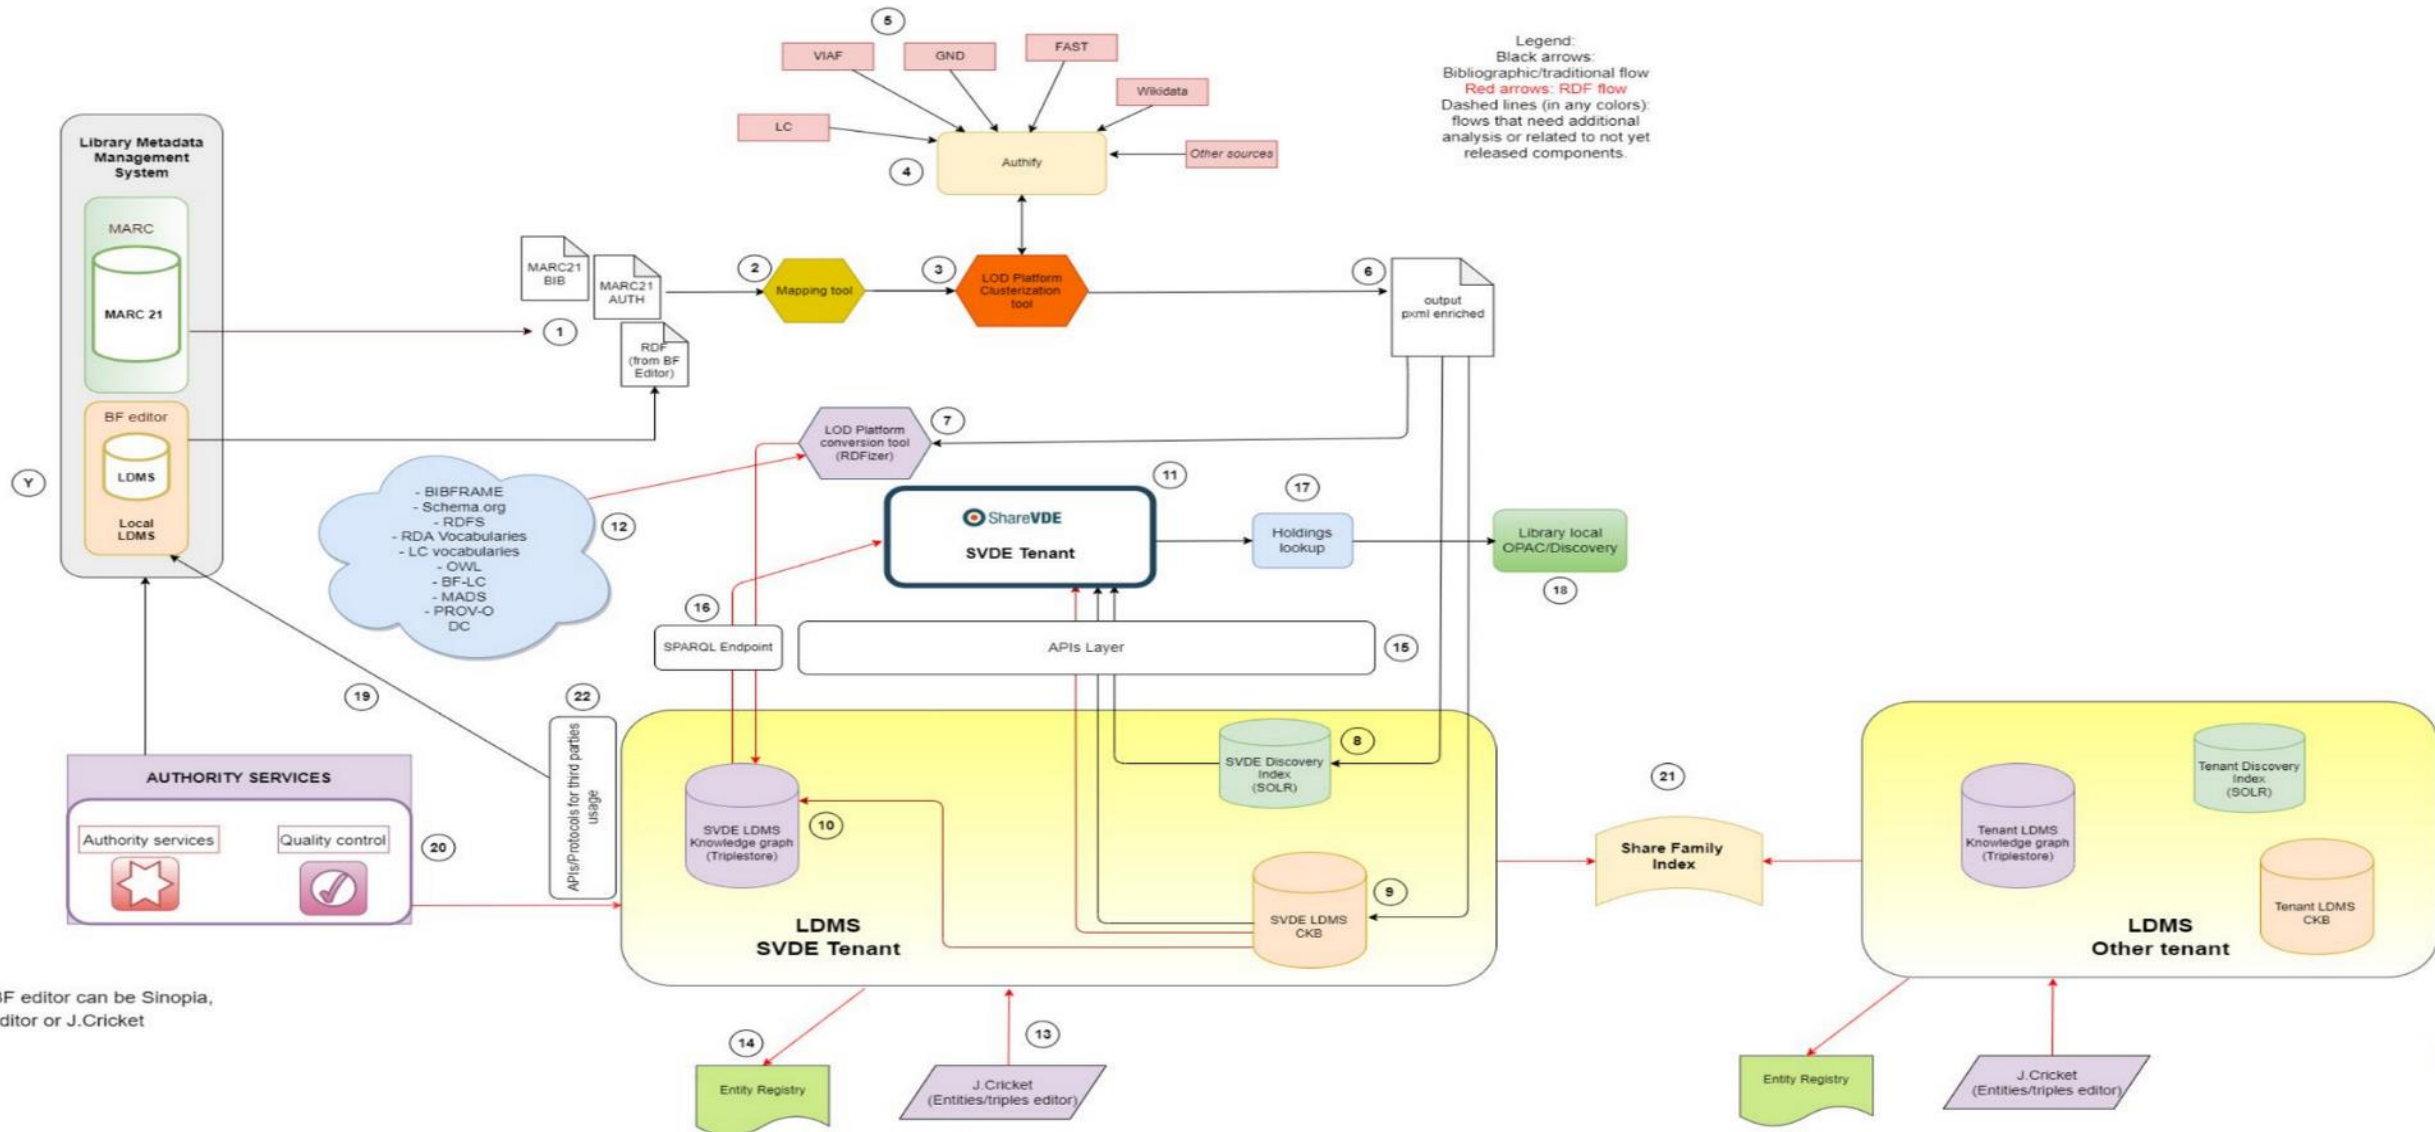 5
VIAF
GND
FAST
Wikidata
LC
Other sources
Authify
4
Legend:
Black arrows:
Bibliographic/traditional flow
Red arrows: RDF flow
Dashed lines (in any colors):
flows that need additional
analysis or related to not yet
released components.
Library Metadata
Management
System
MARC
MARC 21
BF editor
LDMS
Local
LDMS
Y
MARC21
BIB
MARC21
AUTH
1
RDF
(from BF
Editor)
2
Mapping tool
3
LOD Platform
Clusterization
tool
6
output
pxml enriched
LOD Platform
conversion tool
(RDFizer)
7
- BIBFRAME
- Schema.org
- RDFS
- RDA Vocabularies
- LC vocabularies
- OWL
- BF-LC
- MADS
- PROV-O
DC
12
ShareVDE
SVDE Tenant
11
17
Holdings
lookup
Library local
OPAC/Discovery
18
16
SPARQL Endpoint
APIs Layer
15
19
22
APIs/Protocols for third parties
usage
AUTHORITY SERVICES
Authority services
Quality control
20
SVDE LDMS
Knowledge graph
(Triplestore)
10
SVDE Discovery
Index
(SOLR)
8
SVDE LDMS
CKB
9
LDMS
SVDE Tenant
21
Share Family
Index
Tenant LDMS
Knowledge graph
(Triplestore)
Tenant Discovery
Index
(SOLR)
Tenant LDMS
CKB
LDMS
Other tenant
BF editor can be Sinopia,
ditor or J.Cricket
14
Entity Registry
13
J.Cricket
(Entities/triples editor)
Entity Registry
J.Cricket
(Entities/triples editor)